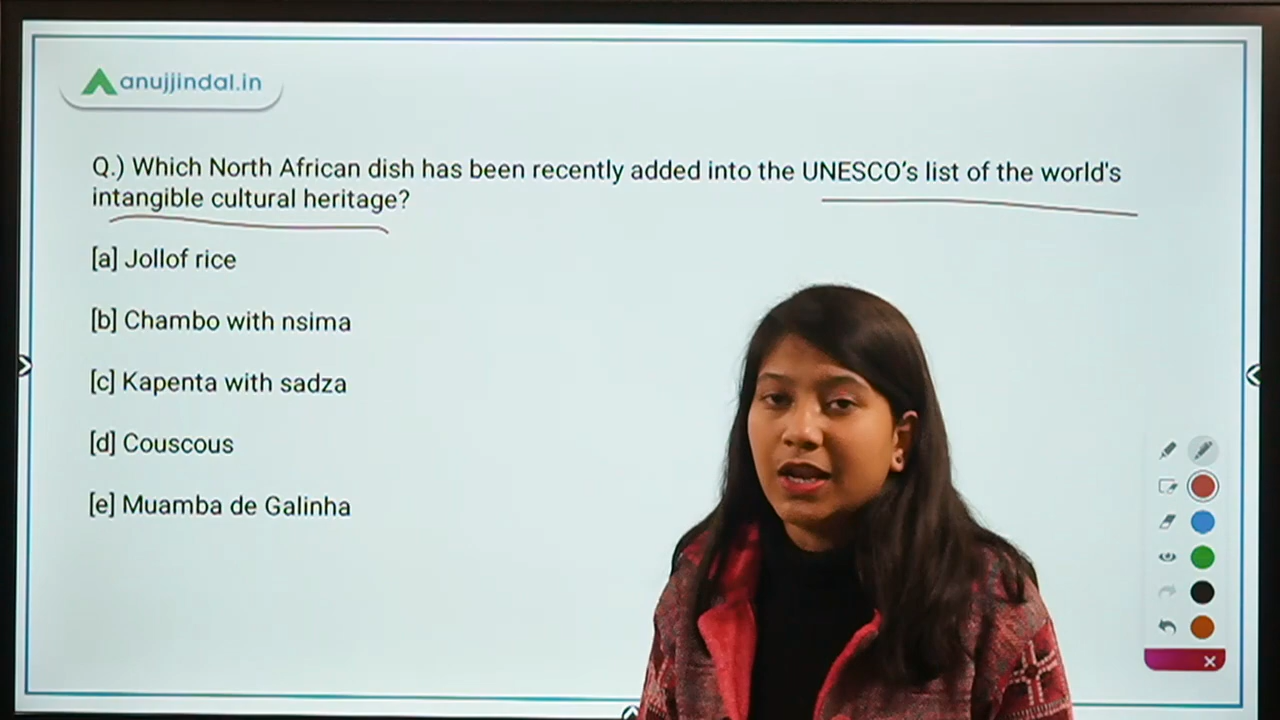 anujjindal.in
Q.) Which North African dish has been recently added into the UNESCO's list of the world's
intangible cultural heritage?
[a] Jollof rice
[b] Chambo with nsima
[c] Kapenta with sadza
[d] Couscous
[e] Muamba de Galinha